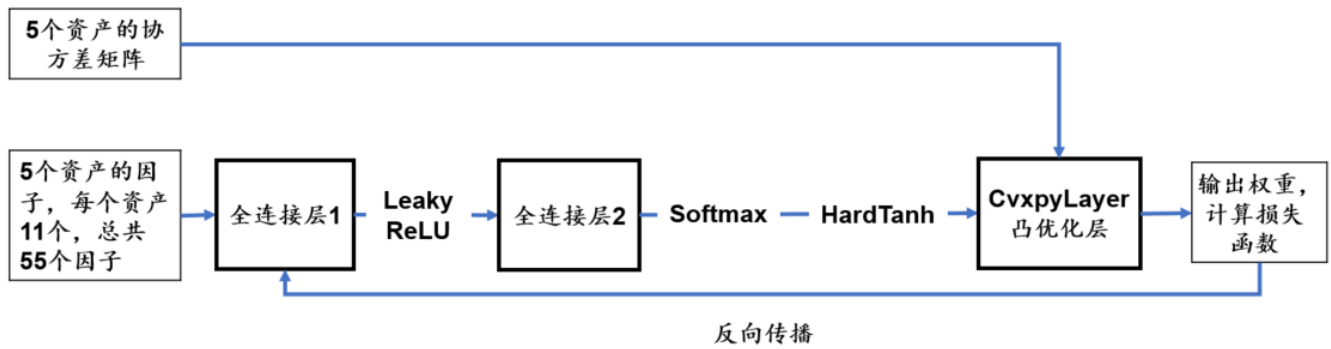 5个资产的协
方差矩阵
5个资产的因
子，每个资产
11个，总共
55个因子
全连接层1
Leaky
ReLU
全连接层2
Softmax
HardTanh
CvxpyLayer
凸优化层
输出权重，
计算损失
函数
反向传播